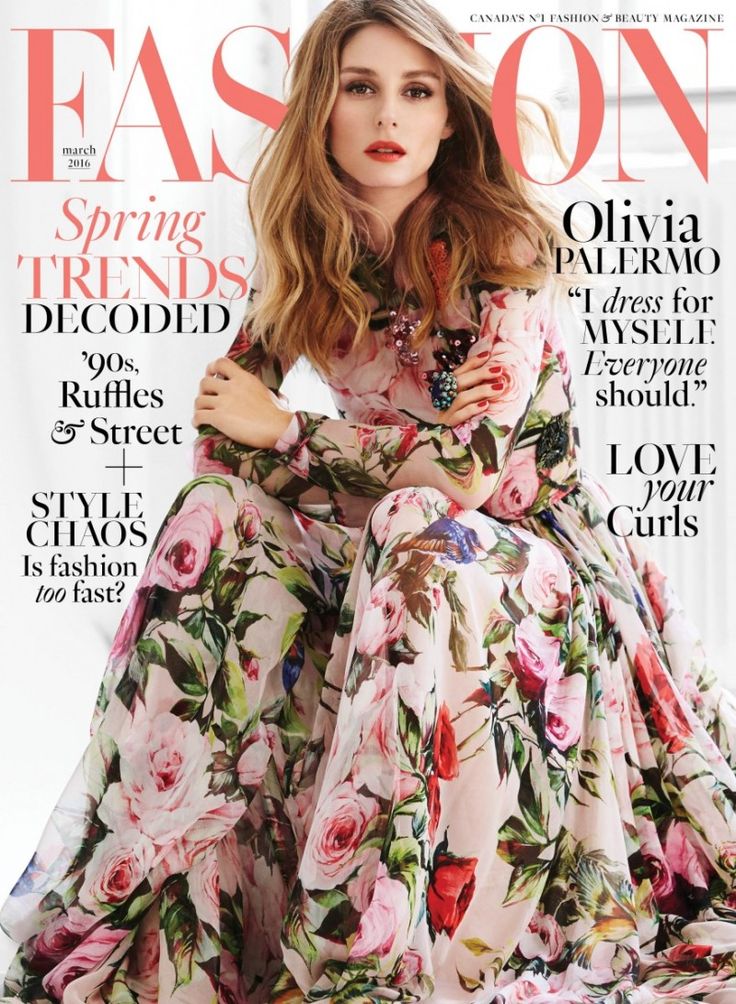 CANADA'S Nº1 FASHION & BEAUTY MAGAZINE
FASHION
march
2016
Spring
TRENDS
DECODED
'90s,
Ruffles
& Street
+
STYLE
CHAOS
Is fashion
too fast?
Olivia
PALERMO
“I dress for
MYSELF.
Everyone
should.”
LOVE
your
Curls